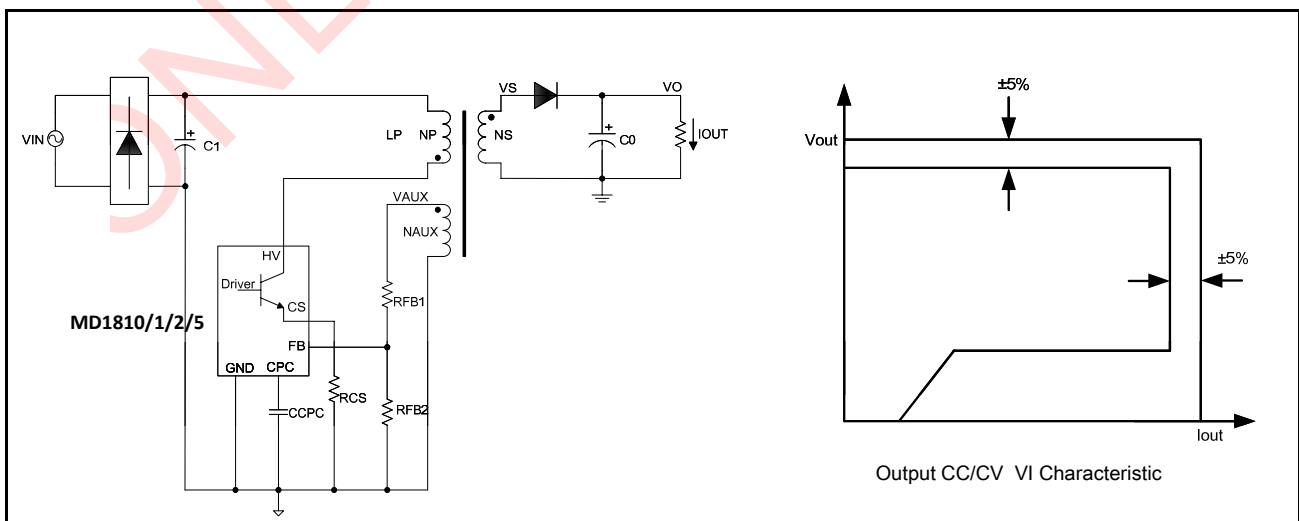 ONE
VIN
C1
LP
NP
NS
VS
VO
C0
IOUT
VAUX
NAUX
HV
Driver
CS
RFB1
MD1810/1/2/5
FB
GND
CPC
RCS
RFB2
CCPC
+
+
±5%
Vout
±5%
Iout
Output CC/CV VI Characteristic